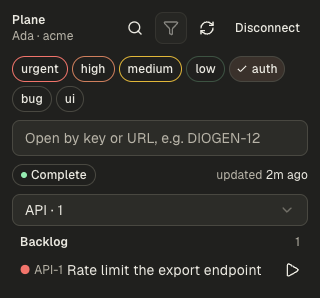 Plane
Ada · acme
Disconnect
urgent high medium low ✓ auth
bug ui
Open by key or URL, e.g. DIOGEN-12
Complete updated 2m ago
API · 1
Backlog 1
API-1 Rate limit the export endpoint